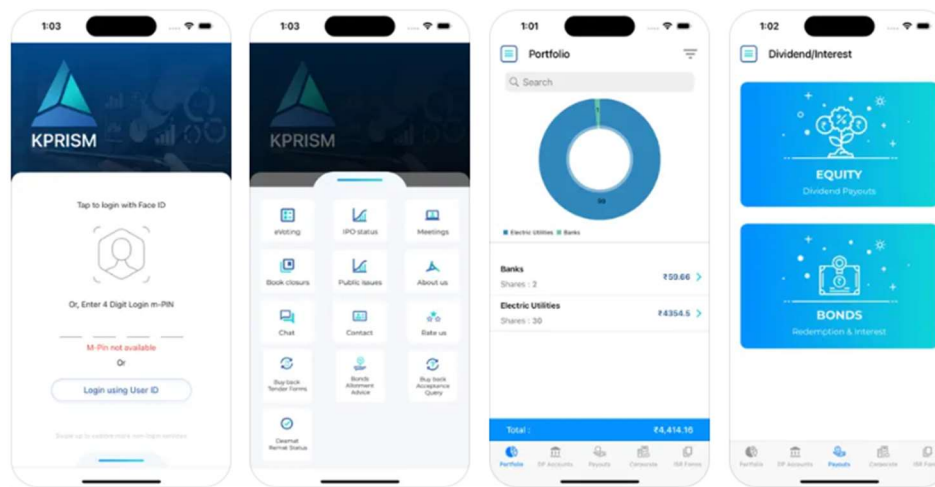 1:03
KPRISM
Tap to login with Face ID
Or, Enter 4 Digit Login m-PIN
M-Pin not available
Or
Login using User ID
1:03
KPRISM
eVoting
IPO status
Meetings
Book closure
Public Issues
About us
Chat
Contact
Rate us
Buy back
Tender Forms
Bonds
Allotment
Advice
Buy back
Acceptance
Query
Demat
Remat Status
1:01
Portfolio
Search
30
Electric Utilities
Banks
Banks
Shares : 2
₹59.66
Electric Utilities
Shares : 30
₹4354.5
Total :
₹4,414.16
Portfolio
DP Accounts
Payouts
Corporate
ISR Forms
1:02
Dividend/Interest
EQUITY
Dividend Payouts
BONDS
Redemption & Interest
Portfolio
DP Accounts
Payouts
Corporate